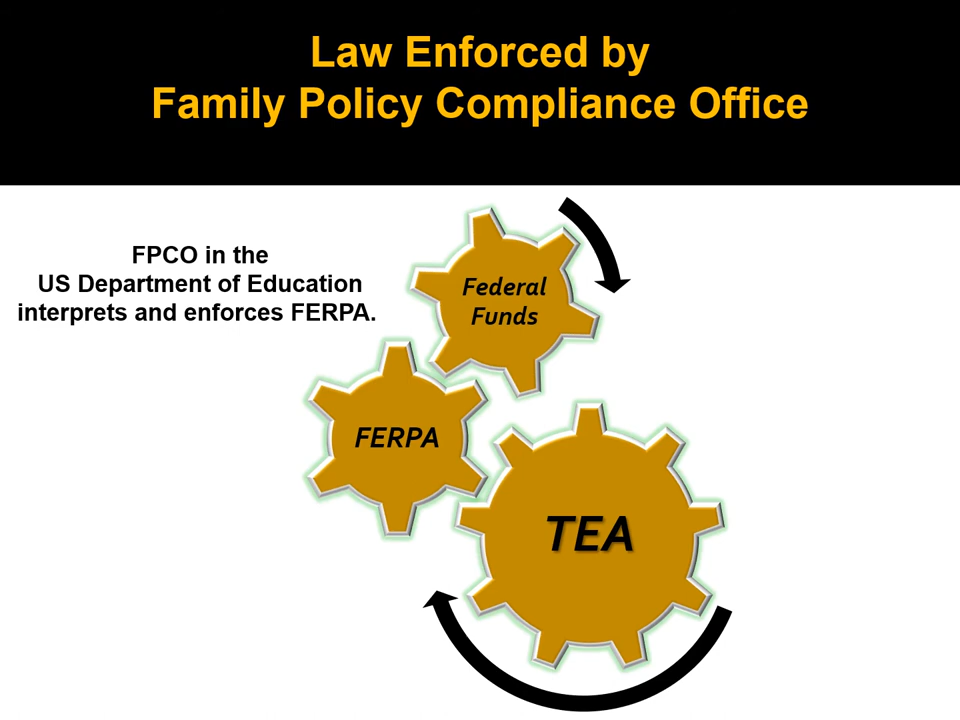 Law Enforced by
Family Policy Compliance Office
FPCO in the
US Department of Education
interprets and enforces FERPA.
Federal
Funds
FERPA
TEA